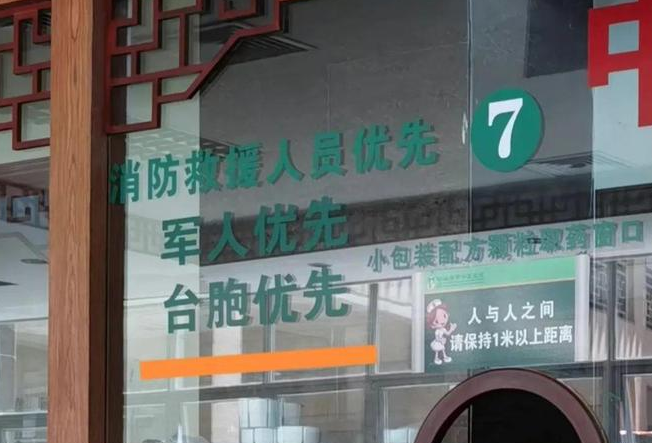 7
消防救援人员优先
军人优先
台胞优先
小包装配方颗粒取药窗口
人与人之间
请保持1米以上距离